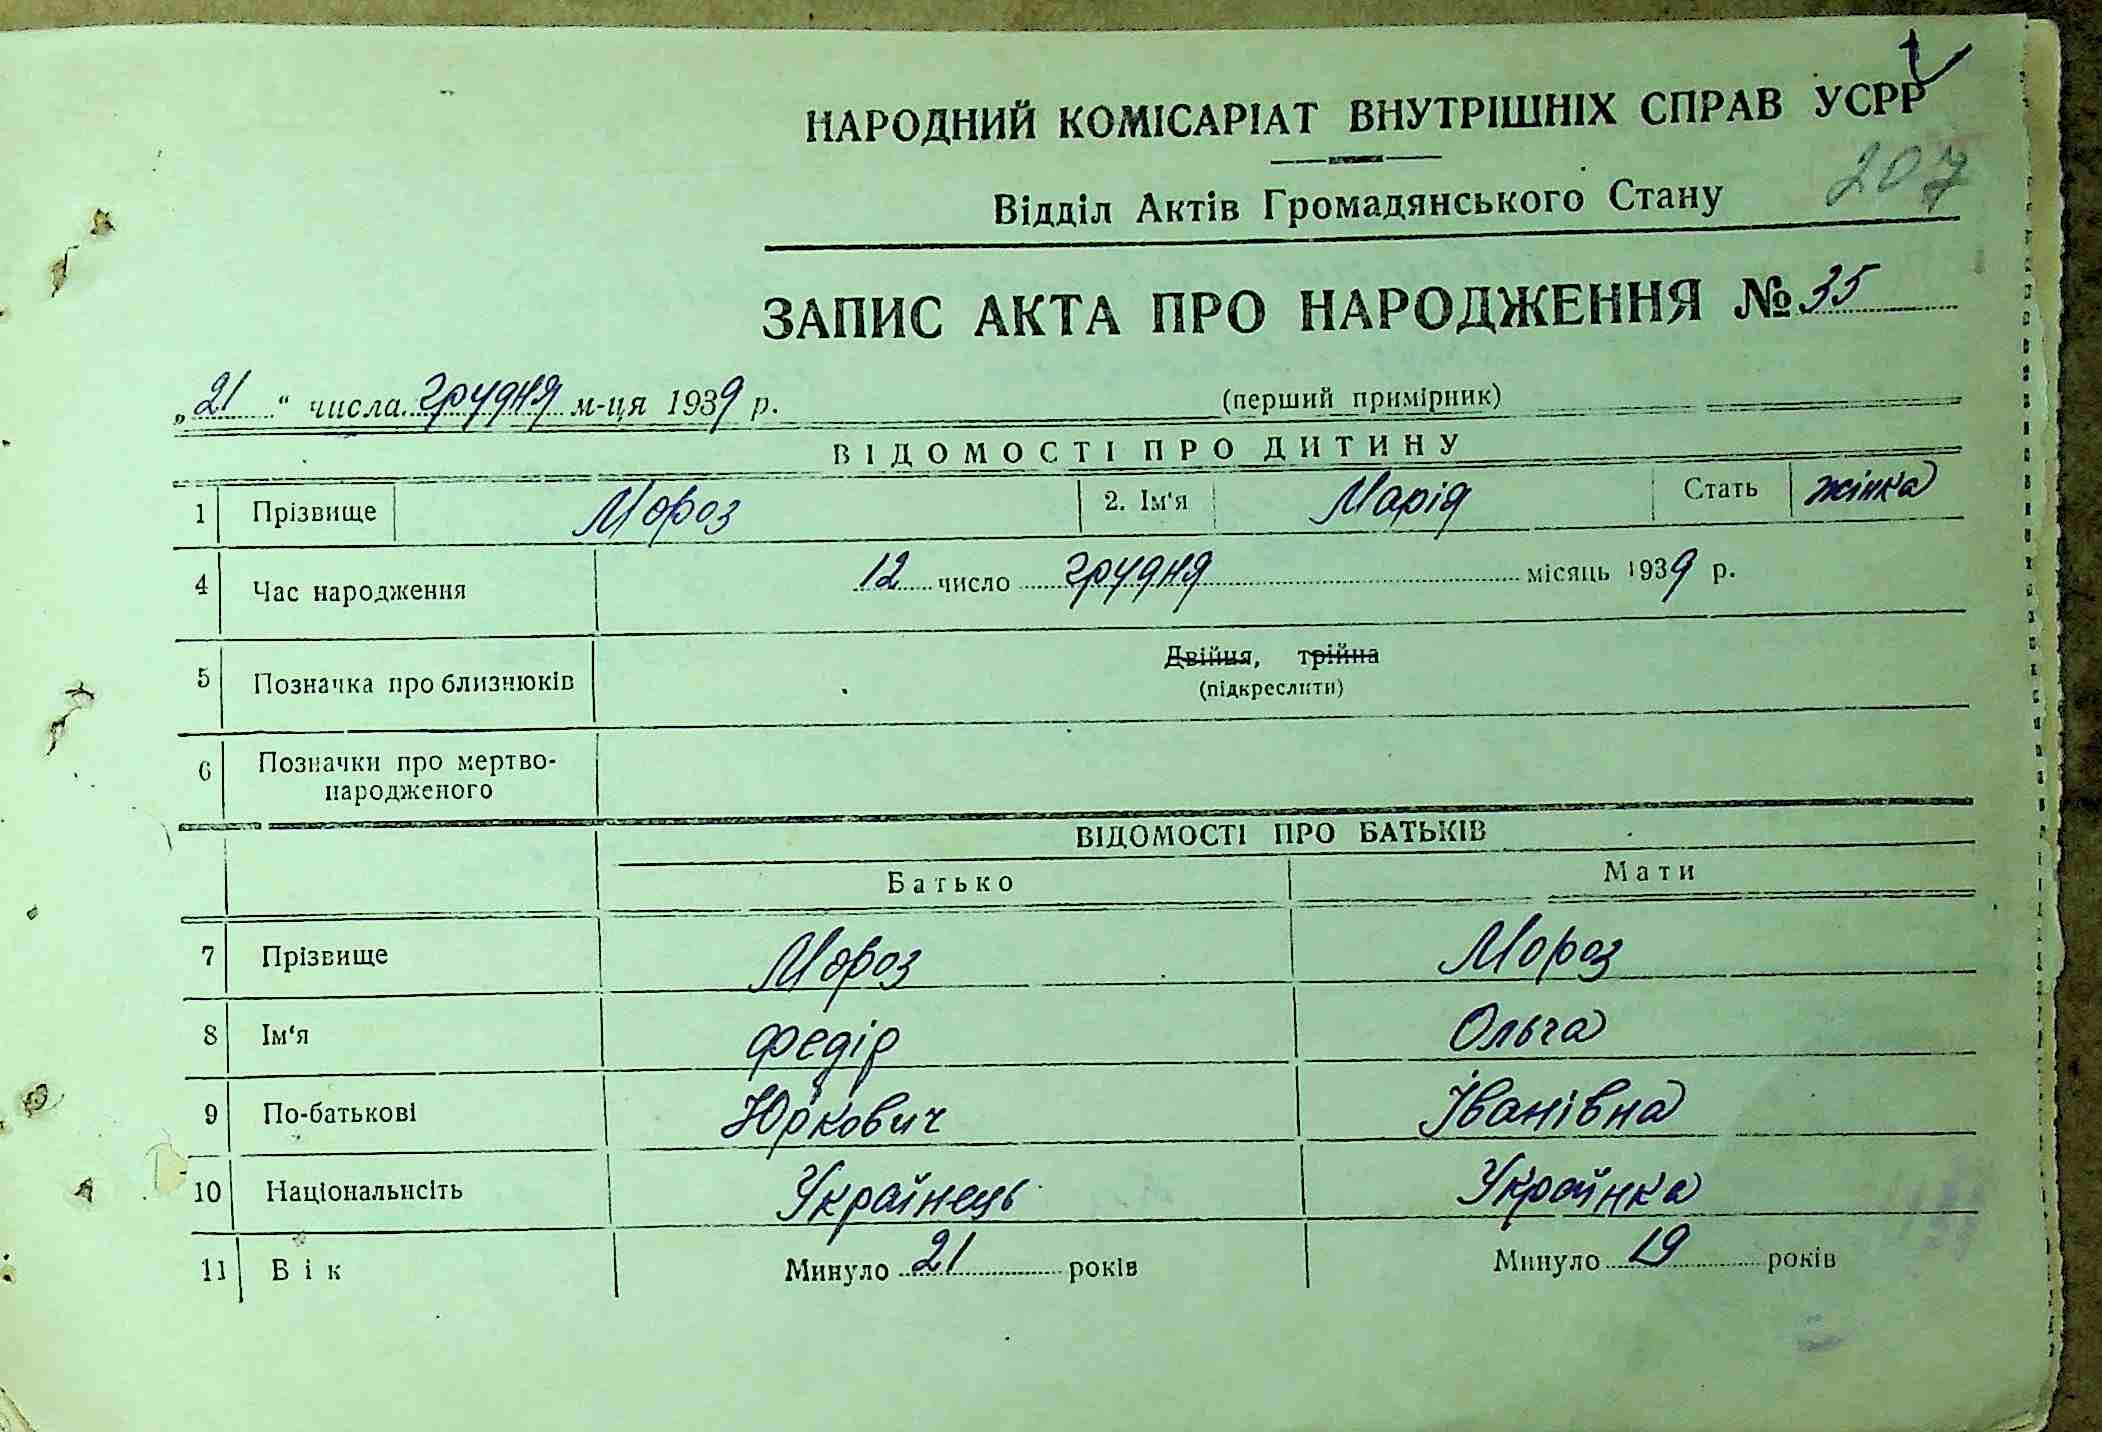 НАРОДНИЙ КОМІСАРІАТ ВНУТРІШНІХ СПРАВ УСРР
207
Відділ Актів Громадянського Стану
ЗАПИС АКТА ПРО НАРОДЖЕННЯ № 35
„21“ числа грудня м-ця 1939 р. (перший примірник)
ВІДОМОСТІ ПРО ДИТИНУ
1 Прізвище Мороз 2. Ім'я Марія Стать жінка
4 Час народження 12 число грудня місяць 1939 р.
5 Позначка про близнюків Двійня, трійна
(підкреслити)
6 Позначки про мертво-
народженого
ВІДОМОСТІ ПРО БАТЬКІВ
Батько Мати
7 Прізвище Мороз Мороз
8 Ім'я Федір Ольга
9 По-батькові Юркович Іванівна
10 Національнсіть Українець Українка
11 Вік Минуло 21 років Минуло 19 років